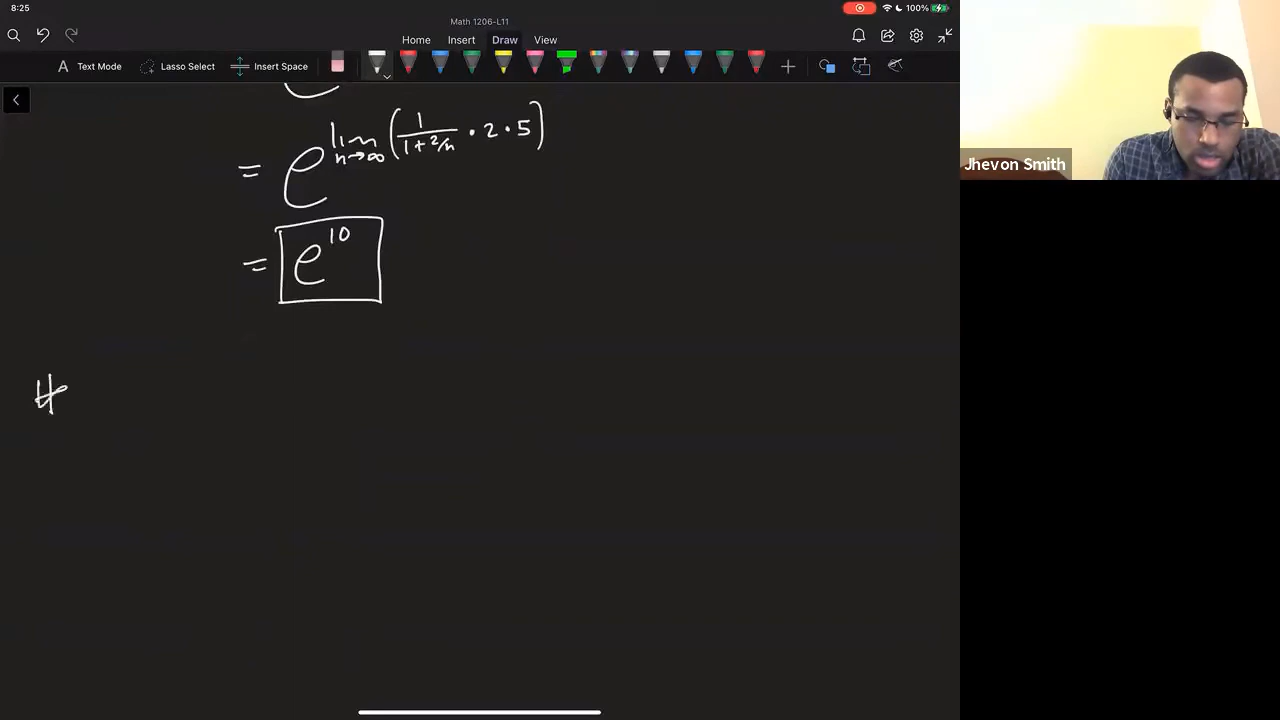 8:25
100%
Math 1206-L11
Home Insert Draw View
Text Mode Lasso Select Insert Space
= e^{lim_{n→∞} (1/(1+2/n) • 2 • 5)}
= e^{10}
#
Jhevon Smith